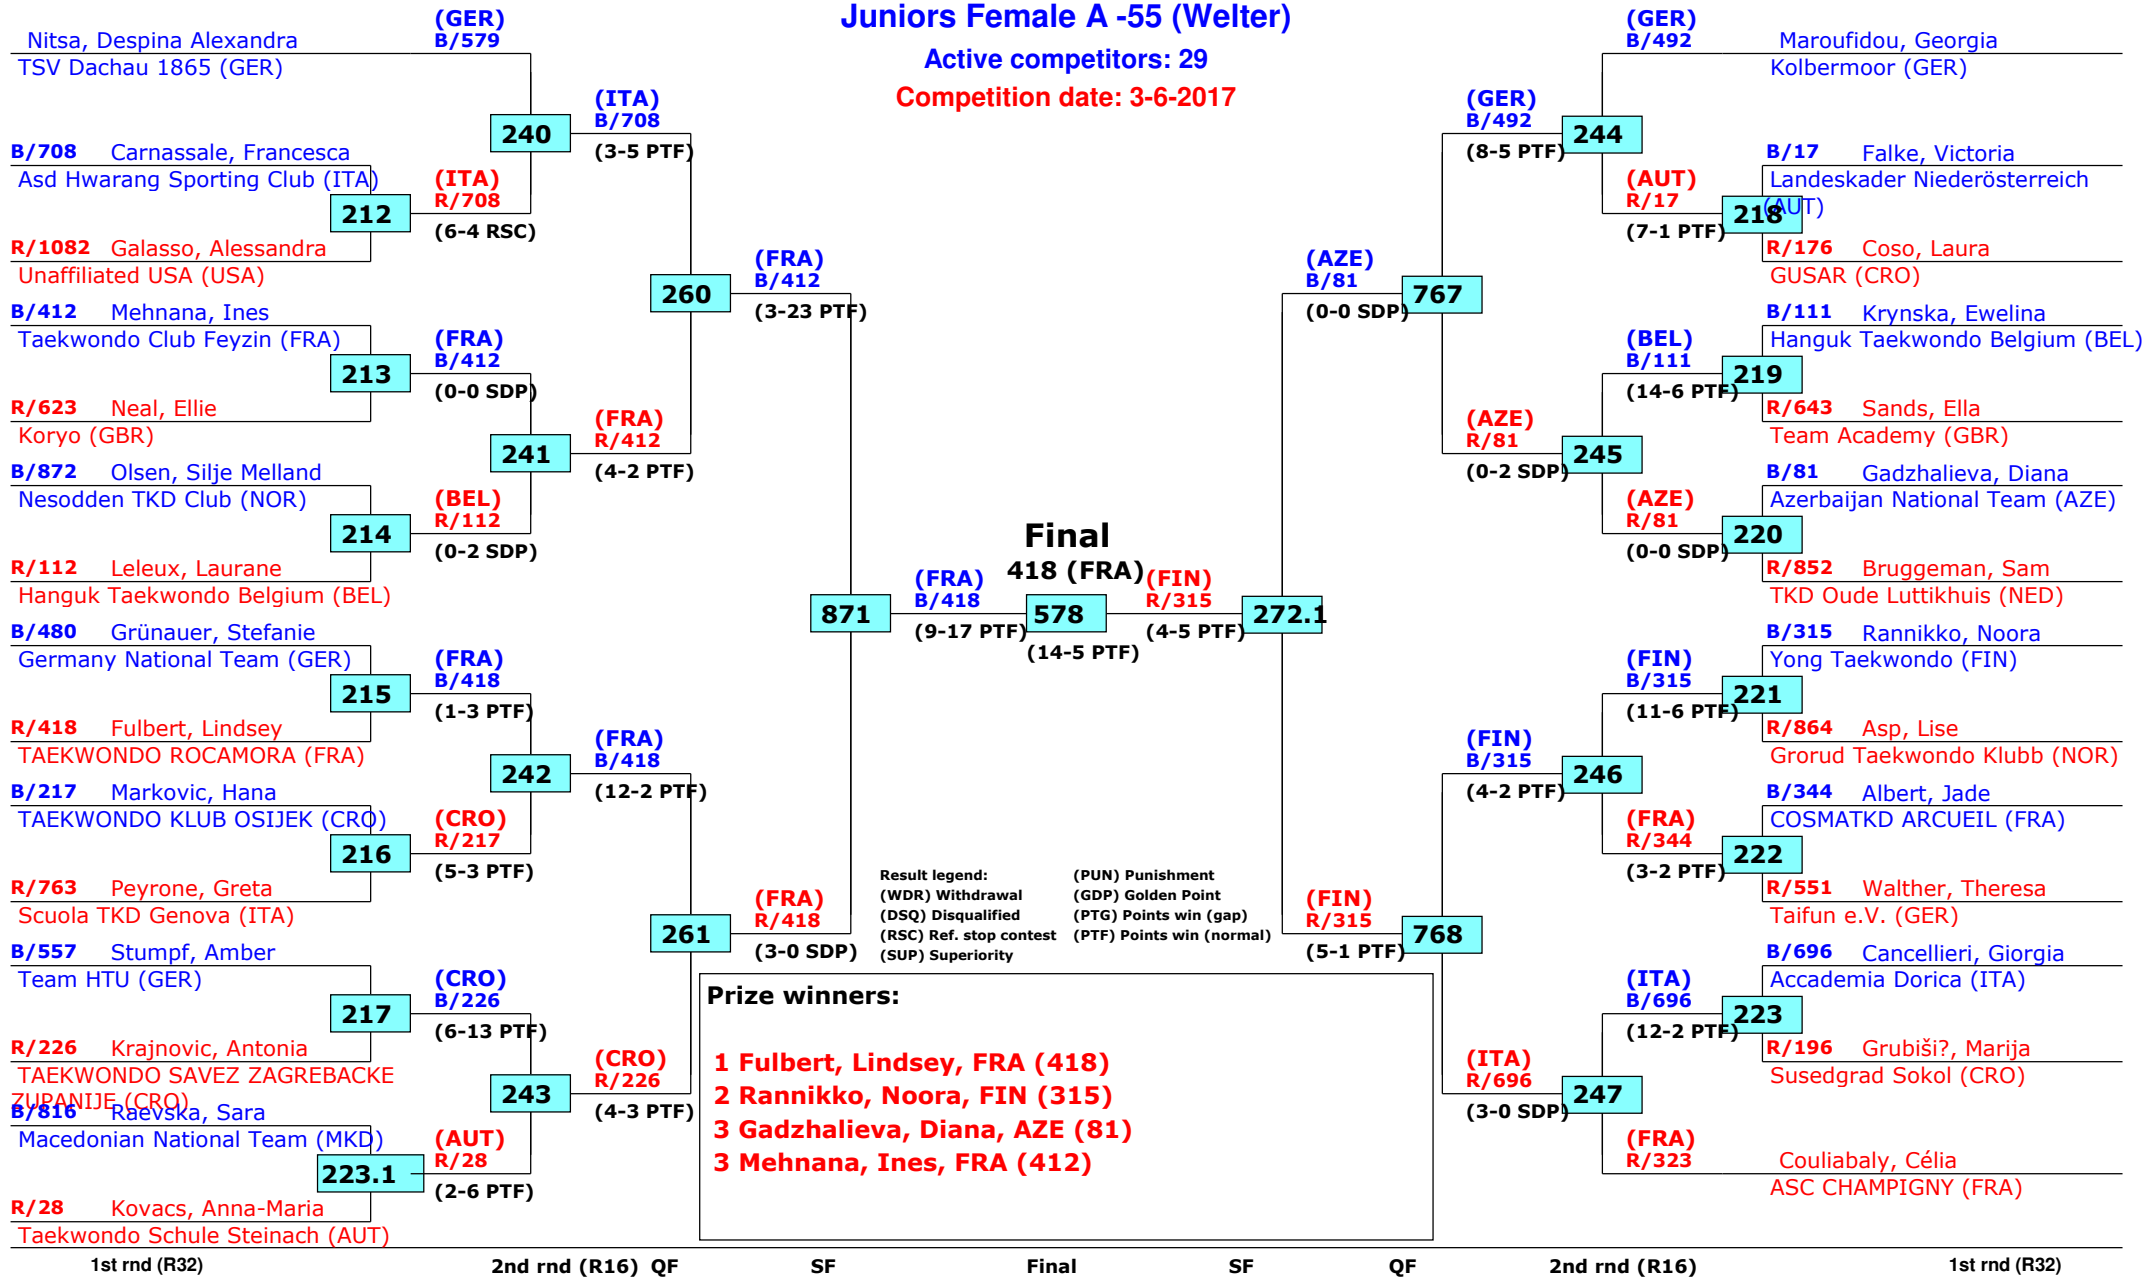 Juniors Female A -55 (Welter)
Active competitors: 29
Competition date: 3-6-2017
(GER)
Nitsa, Despina Alexandra B/579
TSV Dachau 1865 (GER)
240
(ITA)
B/708
(3-5 PTF)
B/708 Carnassale, Francesca
Asd Hwarang Sporting Club (ITA)
212
(ITA)
R/708
(6-4 RSC)
R/1082 Galasso, Alessandra
Unaffiliated USA (USA)
260
(FRA)
B/412
(3-23 PTF)
B/412 Mehnana, Ines
Taekwondo Club Feyzin (FRA)
213
(FRA)
B/412
(0-0 SDP)
R/623 Neal, Ellie
Koryo (GBR)
241
(FRA)
R/412
(4-2 PTF)
B/872 Olsen, Silje Melland
Nesodden TKD Club (NOR)
214
(BEL)
R/112
(0-2 SDP)
R/112 Leleux, Laurane
Hanguk Taekwondo Belgium (BEL)
871
(FRA)
B/418
(9-17 PTF)
B/480 Grünauer, Stefanie
Germany National Team (GER)
215
(FRA)
B/418
(1-3 PTF)
R/418 Fulbert, Lindsey
TAEKWONDO ROCAMORA (FRA)
242
(FRA)
B/418
(12-2 PTF)
B/217 Markovic, Hana
TAEKWONDO KLUB OSIJEK (CRO)
216
(CRO)
R/217
(5-3 PTF)
R/763 Peyrone, Greta
Scuola TKD Genova (ITA)
261
(FRA)
R/418
(3-0 SDP)
B/557 Stumpf, Amber
Team HTU (GER)
217
(CRO)
B/226
(6-13 PTF)
R/226 Krajnovic, Antonia
TAEKWONDO SAVEZ ZAGREBACKE
ZUPANIJE (CRO)
243
(CRO)
R/226
(4-3 PTF)
B/816 Raevska, Sara
Macedonian National Team (MKD)
223.1
(AUT)
R/28
(2-6 PTF)
R/28 Kovacs, Anna-Maria
Taekwondo Schule Steinach (AUT)
Final
418 (FRA)
578
(14-5 PTF)
(FIN)
R/315
(4-5 PTF)
272.1
(GER)
B/492 Maroufidou, Georgia
Kolbermoor (GER)
(GER)
B/492
(8-5 PTF)
244
B/17 Falke, Victoria
Landeskader Niederösterreich
(AUT)
(AUT)
R/17
(7-1 PTF)
218
R/176 Coso, Laura
GUSAR (CRO)
(AZE)
B/81
(0-0 SDP)
767
B/111 Krynska, Ewelina
Hanguk Taekwondo Belgium (BEL)
(BEL)
B/111
(14-6 PTF)
219
R/643 Sands, Ella
Team Academy (GBR)
(AZE)
R/81
(0-2 SDP)
245
B/81 Gadzhalieva, Diana
Azerbaijan National Team (AZE)
(AZE)
R/81
(0-0 SDP)
220
R/852 Bruggeman, Sam
TKD Oude Luttikhuis (NED)
B/315 Rannikko, Noora
Yong Taekwondo (FIN)
(FIN)
B/315
(11-6 PTF)
221
R/864 Asp, Lise
Grorud Taekwondo Klubb (NOR)
(FIN)
B/315
(4-2 PTF)
246
B/344 Albert, Jade
COSMATKD ARCUEIL (FRA)
(FRA)
R/344
(3-2 PTF)
222
R/551 Walther, Theresa
Taifun e.V. (GER)
(FIN)
R/315
(5-1 PTF)
768
B/696 Cancellieri, Giorgia
Accademia Dorica (ITA)
(ITA)
B/696
(12-2 PTF)
223
R/196 Grubiši?, Marija
Susedgrad Sokol (CRO)
(ITA)
R/696
(3-0 SDP)
247
(FRA)
R/323 Couliabaly, Célia
ASC CHAMPIGNY (FRA)
Result legend: (PUN) Punishment
(WDR) Withdrawal (GDP) Golden Point
(DSQ) Disqualified (PTG) Points win (gap)
(RSC) Ref. stop contest (PTF) Points win (normal)
(SUP) Superiority
Prize winners:
1 Fulbert, Lindsey, FRA (418)
2 Rannikko, Noora, FIN (315)
3 Gadzhalieva, Diana, AZE (81)
3 Mehnana, Ines, FRA (412)
1st rnd (R32) 2nd rnd (R16) QF SF Final SF QF 2nd rnd (R16) 1st rnd (R32)